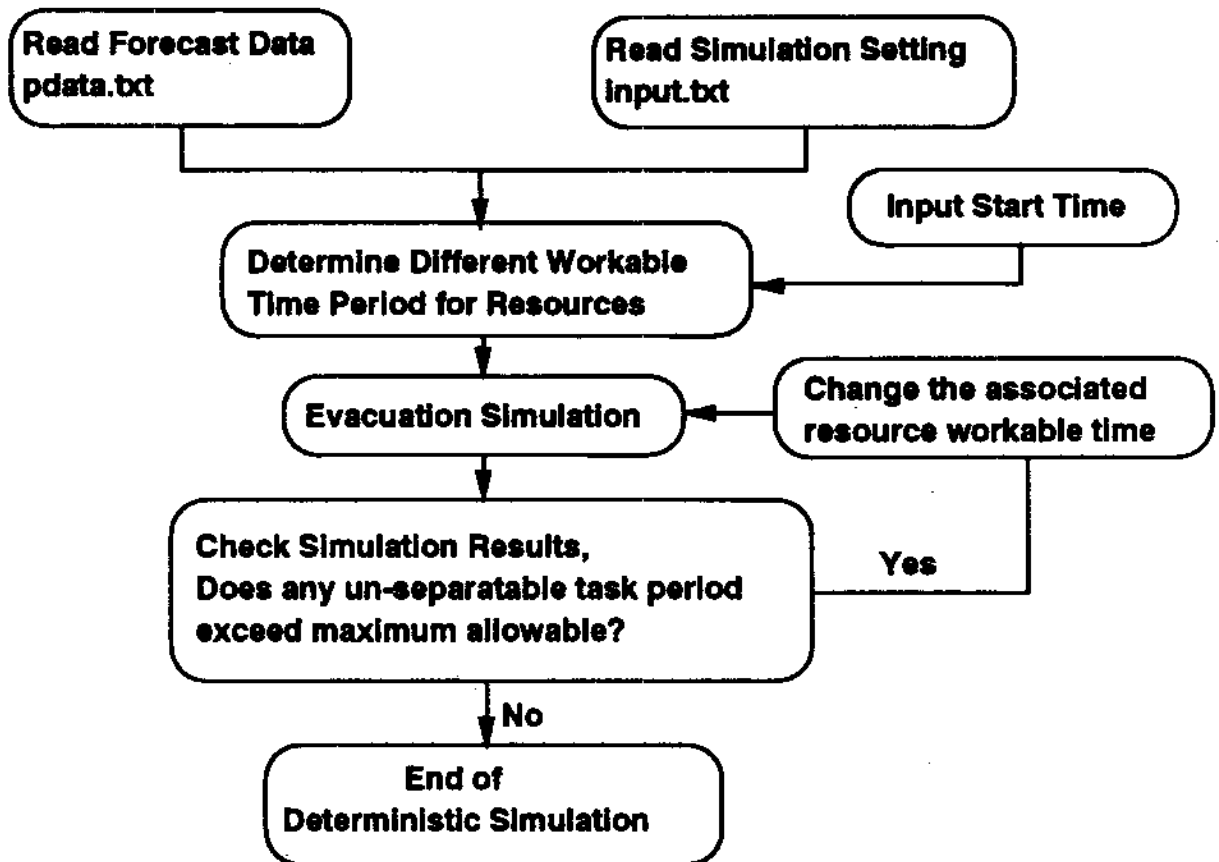 Read Forecast Data
pdata.txt
Read Simulation Setting
input.txt
Input Start Time
Determine Different Workable
Time Period for Resources
Evacuation Simulation
Change the associated
resource workable time
Check Simulation Results,
Does any un-separatable task period
exceed maximum allowable?
Yes
No
End of
Deterministic Simulation